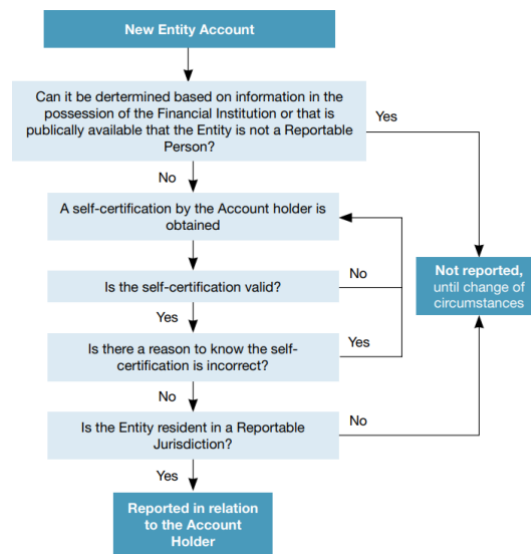 New Entity Account
Can it be dertermined based on information in the
possession of the Financial Institution or that is
publically available that the Entity is not a Reportable
Person?
Yes
No
A self-certification by the Account holder is
obtained
Is the self-certification valid?
No
Not reported,
until change of
circumstances
Yes
Is there a reason to know the self-
certification is incorrect?
Yes
No
Is the Entity resident in a Reportable
Jurisdiction?
No
Yes
Reported in relation
to the Account
Holder